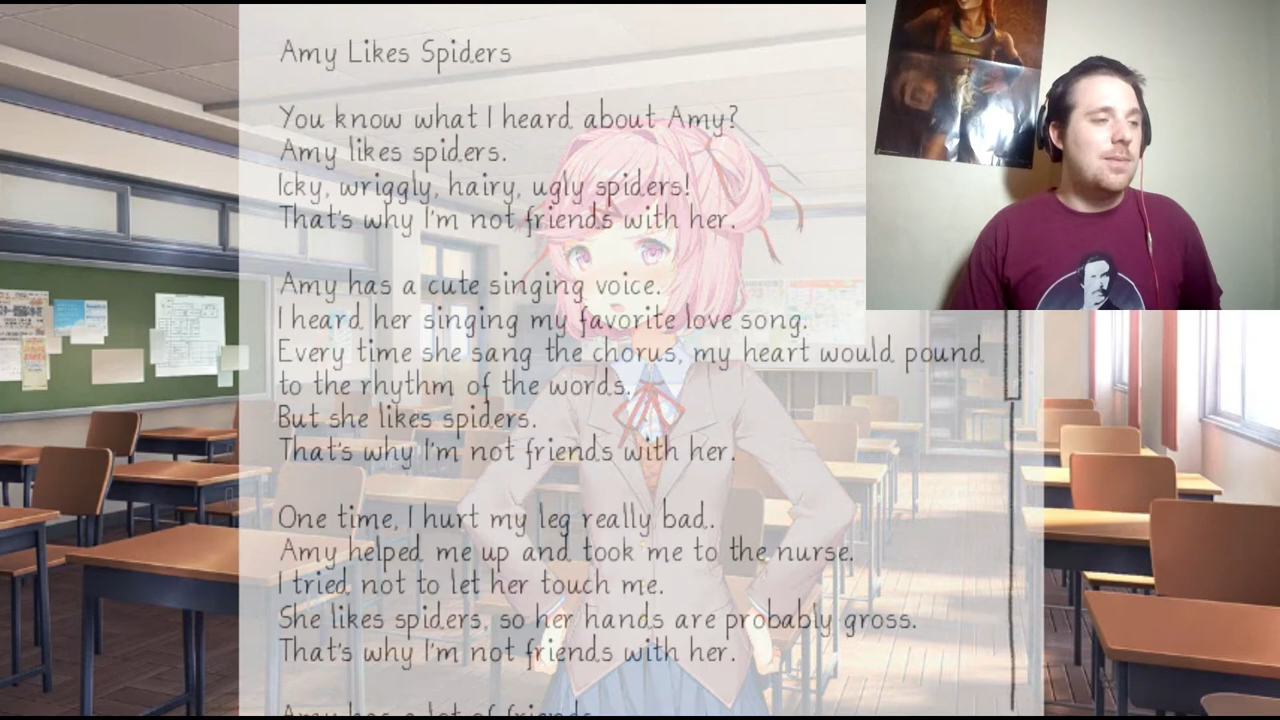 Amy Likes Spiders
You know what I heard about Amy?
Amy likes spiders.
Icky, wriggly, hairy, ugly spiders!
That's why I'm not friends with her.
Amy has a cute singing voice.
I heard her singing my favorite love song.
Every time she sang the chorus, my heart would pound
to the rhythm of the words.
But she likes spiders.
That's why I'm not friends with her.
One time, I hurt my leg really bad.
Amy helped me up and took me to the nurse.
I tried not to let her touch me.
She likes spiders, so her hands are probably gross.
That's why I'm not friends with her.
Amy has a lot of friends.